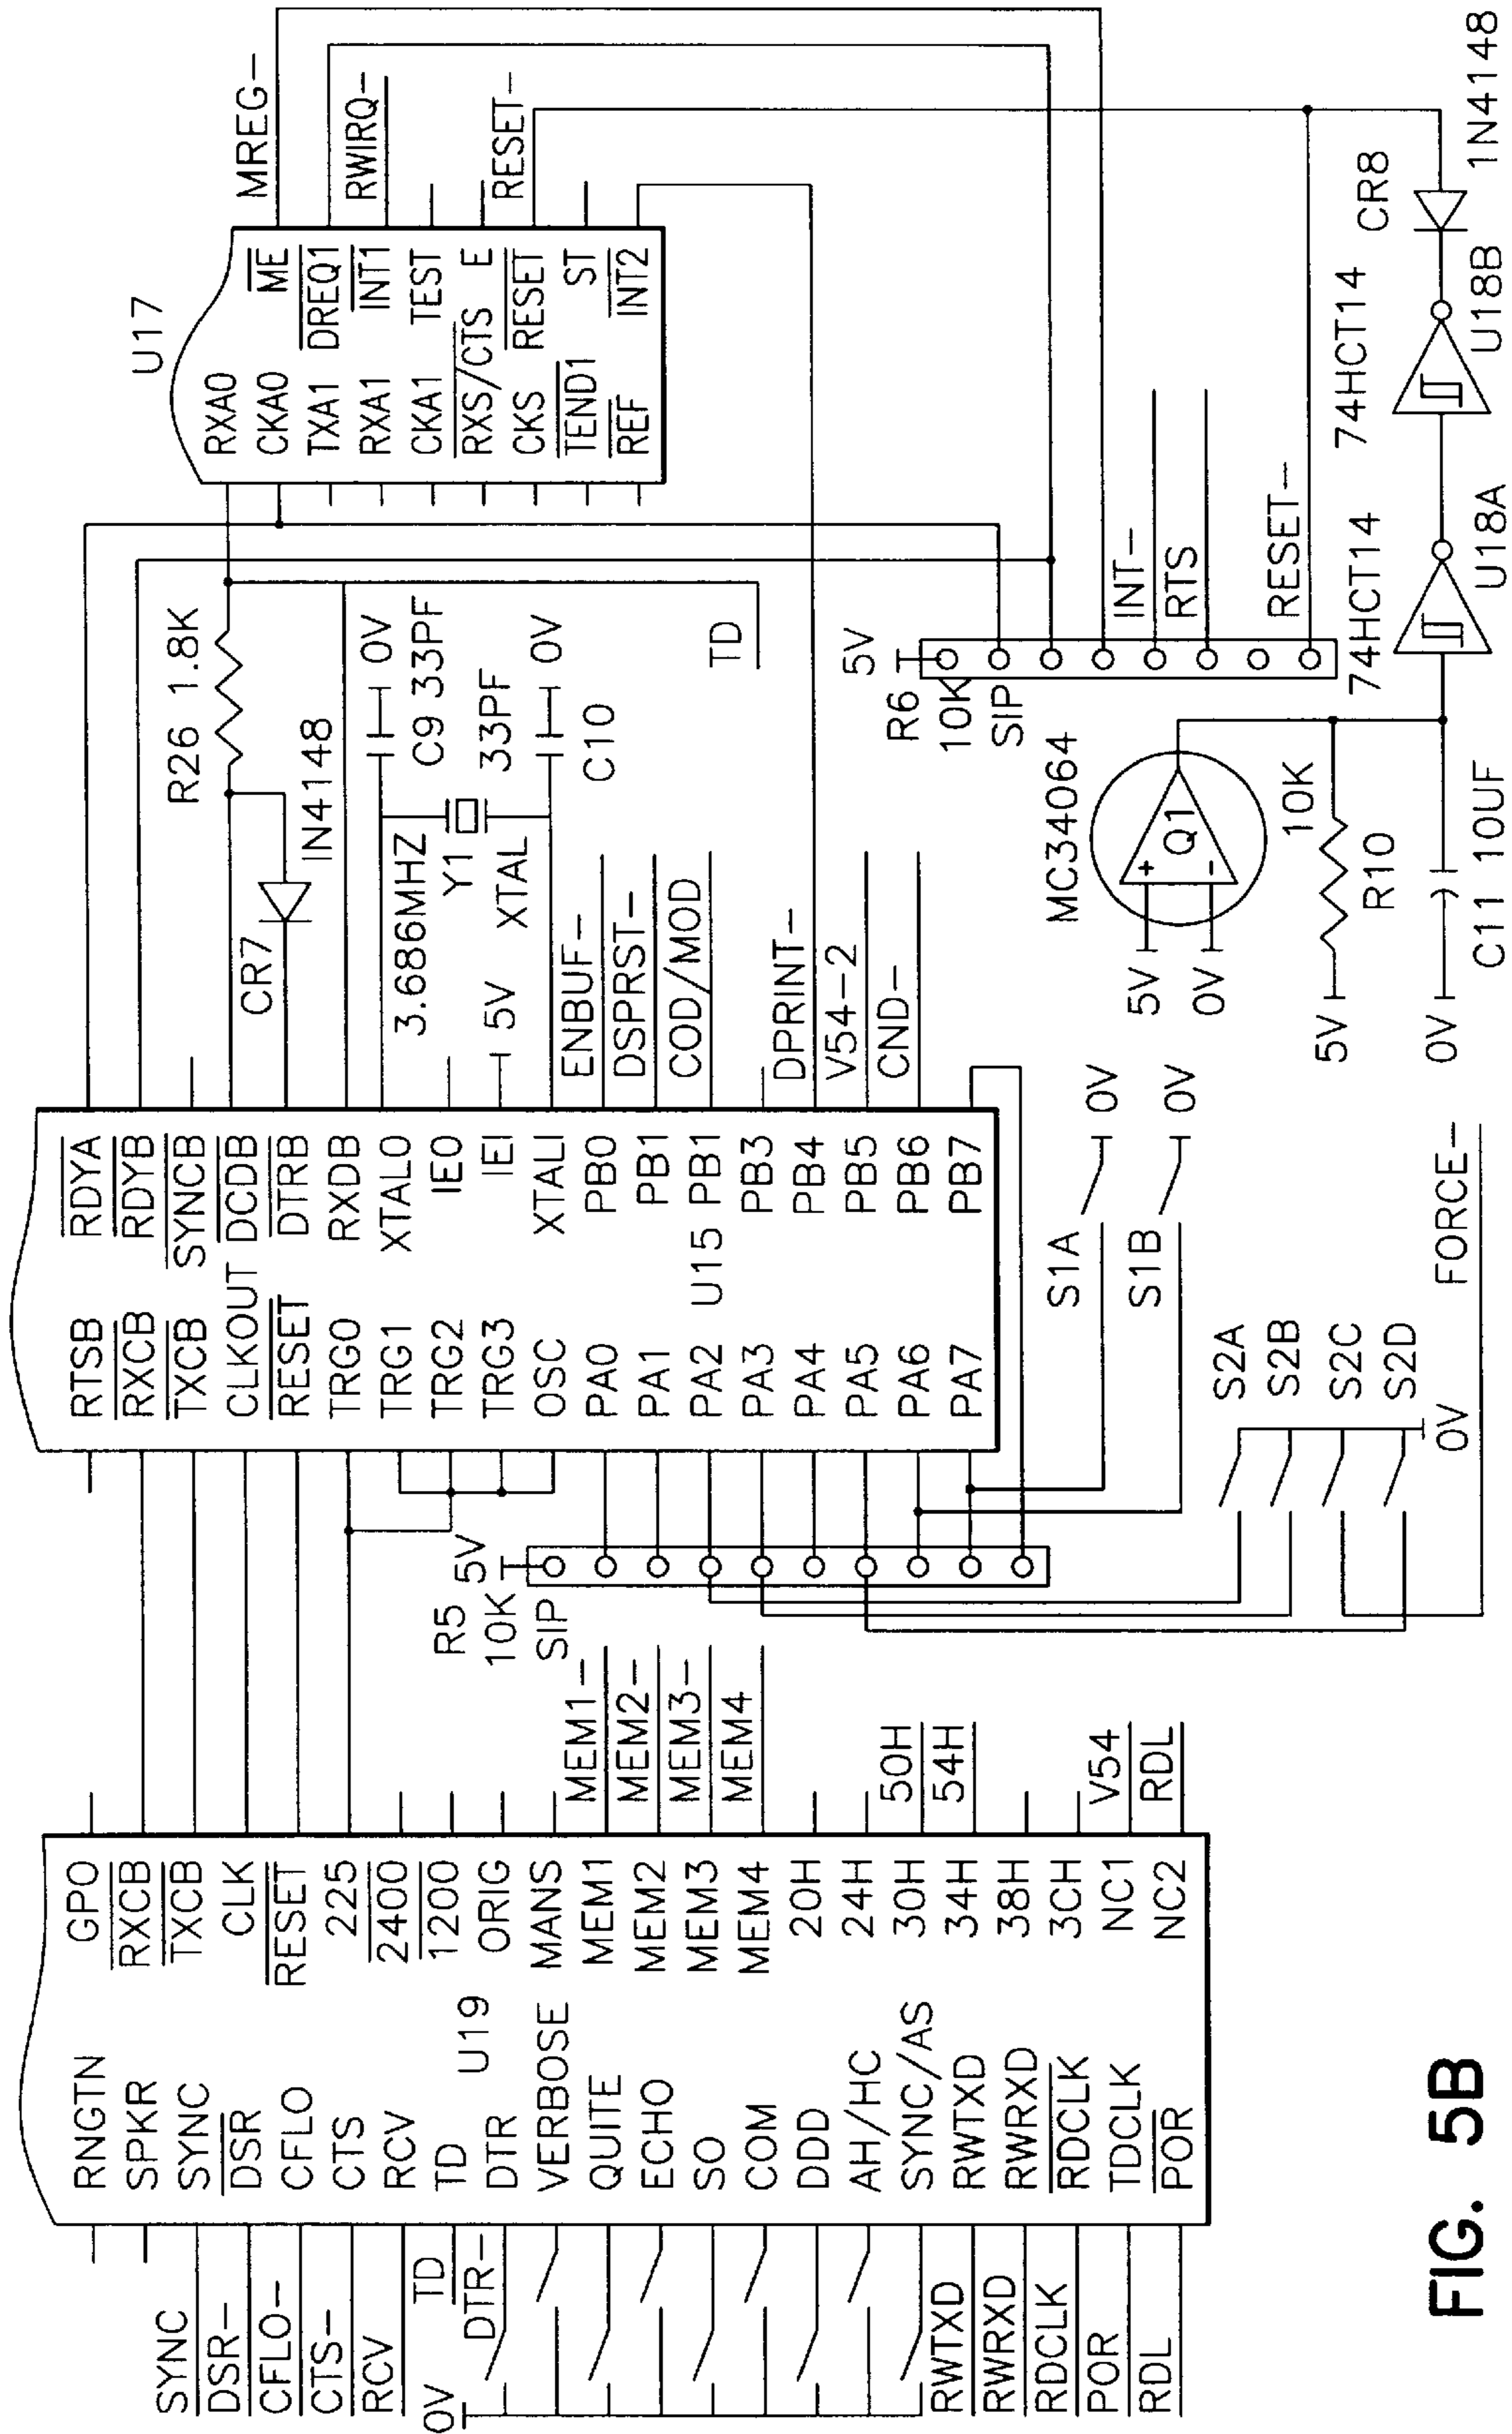 SYNC
DSR-
CFLO-
CTS-
RCV
TD
DTR-
0V
RWTXD
RWRXD
RDCLK
POR
RDL
RNGTN
SPKR
SYNC
DSR
CFLO
CTS
RCV
TD
DTR
VERBOSE
QUITE
ECHO
SO
COM
DDD
AH/HC
SYNC/AS
RWTXD
RWRXD
RDCLK
TDCLK
POR
U19
GPO
RXCB
TXCB
CLK
RESET
225
2400
1200
ORIG
MANS
MEM1
MEM2
MEM3
MEM4
20H
24H
30H
34H
38H
3CH
NC1
NC2
MEM1-
MEM2-
MEM3-
MEM4
50H
54H
V54
RDL
R5
10K
SIP
5V
RTSB
RXCB
TXCB
CLKOUT
RESET
TRG0
TRG1
TRG2
TRG3
OSC
PA0
PA1
PA2
PA3
PA4
PA5
PA6
PA7
U15
RDYA
RDYB
SYNCB
DCDB
DTRB
RXDB
XTALO
IEO
IEI
XTALI
PB0
PB1
PB1
PB3
PB4
PB5
PB6
PB7
S2A
S2B
S2C
S2D
0V
FORCE-
S1A
0V
S1B
0V
CR7
IN4148
R26 1.8K
3.686MHZ
Y1
XTAL
5V
0V
C9 33PF
33PF
0V
C10
ENBUF-
DSPRST-
COD/MOD
DPRINT-
V54-2
CND-
TD
U17
RXA0
CKA0
TXA1
RXA1
CKA1
RXS/CTS
CKS
TEND1
REF
ME
DREQ1
INT1
TEST
E
RESET
ST
INT2
MREG-
RWIRQ-
RESET-
R6
10K
SIP
5V
INT-
RTS
RESET-
MC34064
Q1
+
-
5V
0V
10K
R10
5V
0V
C11 10UF
74HCT14
U18A
74HCT14
U18B
CR8
1N4148
FIG. 5B